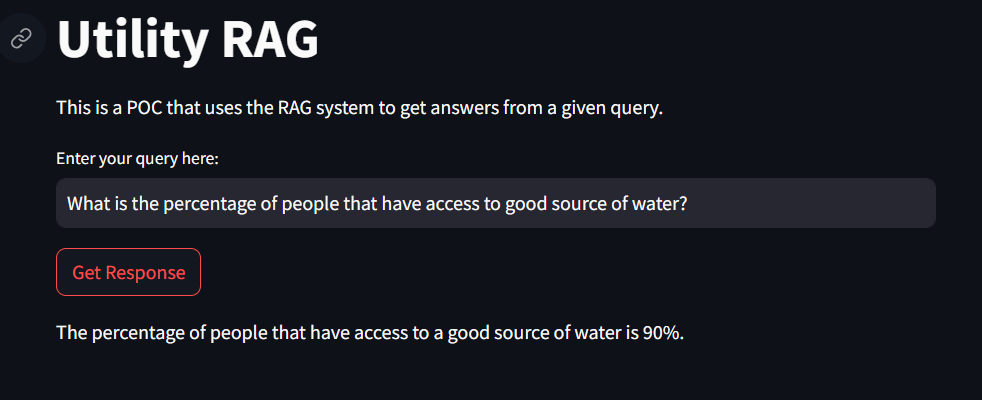 Utility RAG
This is a POC that uses the RAG system to get answers from a given query.
Enter your query here:
What is the percentage of people that have access to good source of water?
Get Response
The percentage of people that have access to a good source of water is 90%.